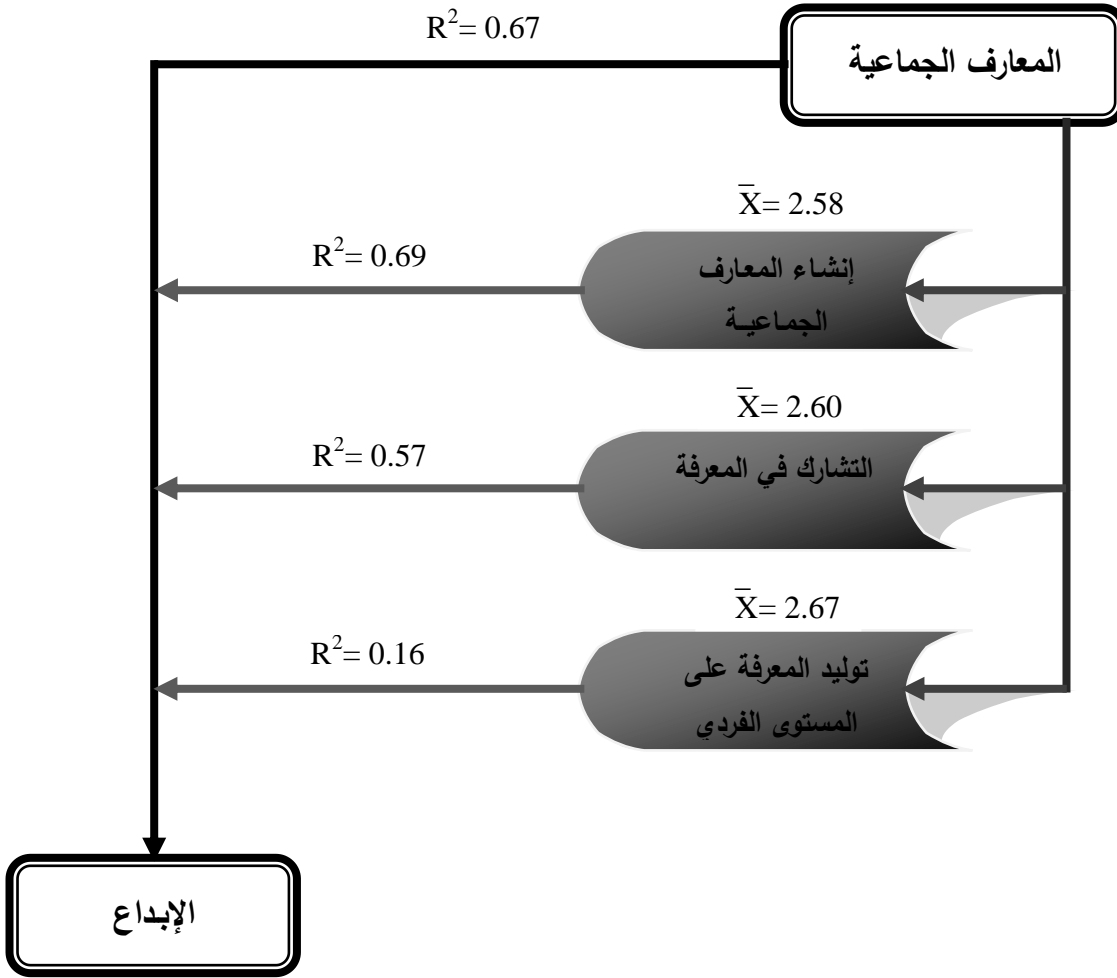 R²= 0.67
المعارف الجماعية
X̄= 2.58
إنشاء المعارف
الجماعية
R²= 0.69
X̄= 2.60
التشارك في المعرفة
R²= 0.57
X̄= 2.67
توليد المعرفة على
المستوى الفردي
R²= 0.16
الإبداع